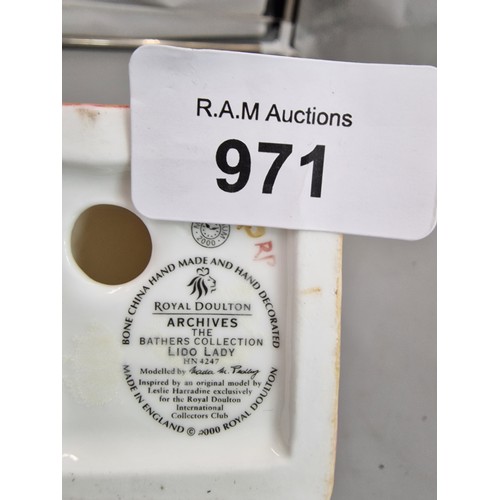 R.A.M Auctions
971
2000
RF
BONE CHINA HAND MADE AND HAND DECORATED
ROYAL DOULTON
ARCHIVES
THE
BATHERS COLLECTION
LIDO LADY
HN 4247
Modelled by
Inspired by an original model by
Leslie Harradine exclusively
for the Royal Doulton
International
Collectors Club
MADE IN ENGLAND © 2000 ROYAL DOULTON